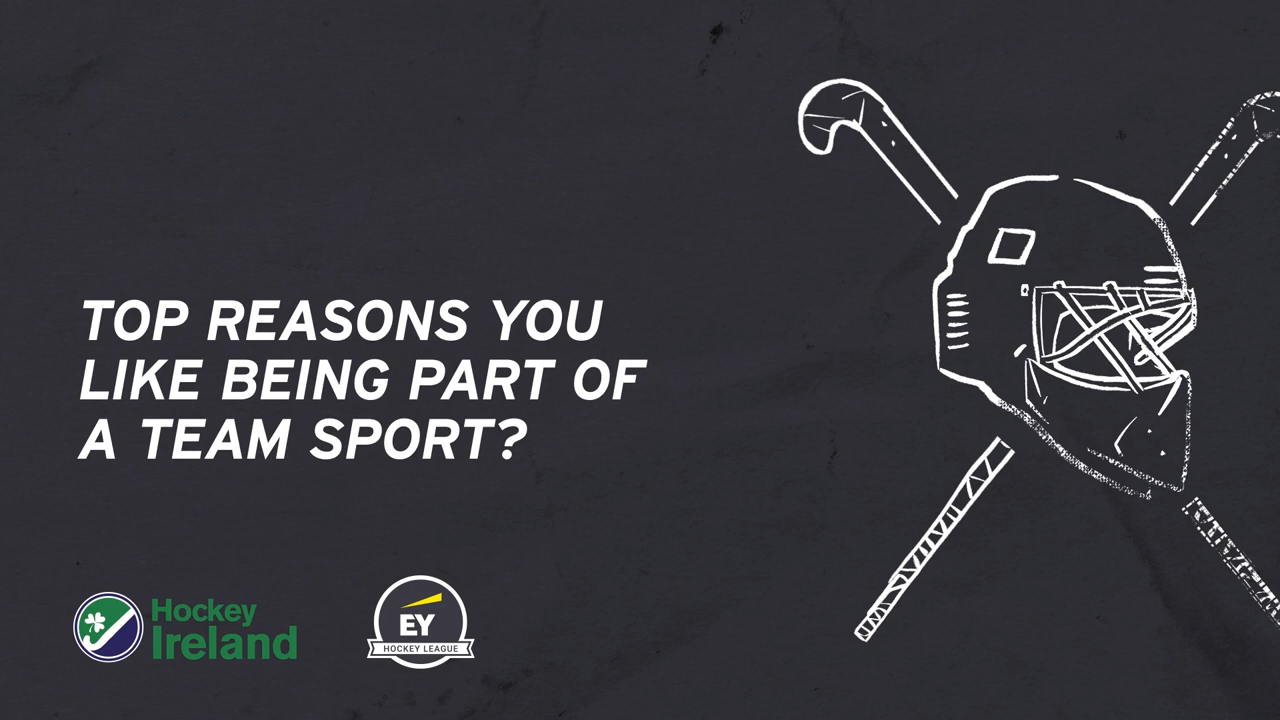 TOP REASONS YOU
LIKE BEING PART OF
A TEAM SPORT?
Hockey
Ireland
EY
HOCKEY LEAGUE